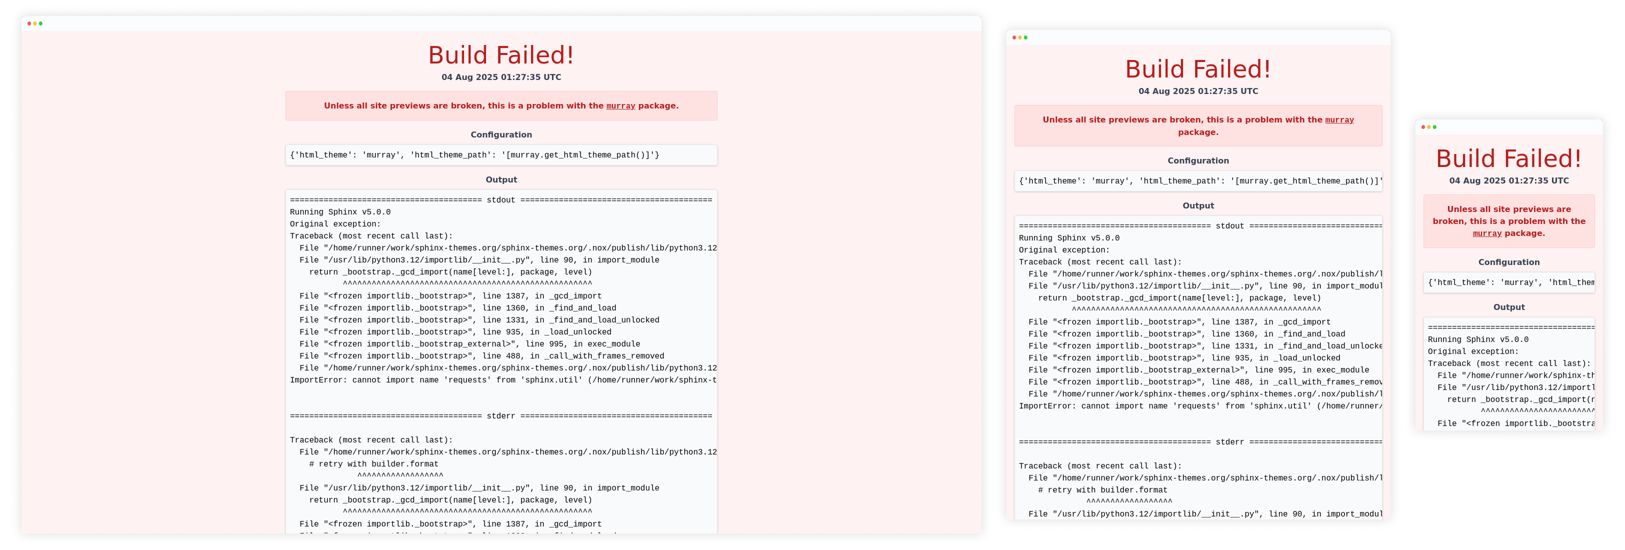 Build Failed!
04 Aug 2025 01:27:35 UTC
Unless all site previews are broken, this is a problem with the murray package.
Configuration
{'html_theme': 'murray', 'html_theme_path': '[murray.get_html_theme_path()]'}
Output
======================================== stdout ========================================
Running Sphinx v5.0.0
Original exception:
Traceback (most recent call last):
  File "/home/runner/work/sphinx-themes.org/sphinx-themes.org/.nox/publish/lib/python3.12
  File "/usr/lib/python3.12/importlib/__init__.py", line 90, in import_module
    return _bootstrap._gcd_import(name[level:], package, level)
           ^^^^^^^^^^^^^^^^^^^^^^^^^^^^^^^^^^^^^^^^^^^^^^^^^^^^
  File "<frozen importlib._bootstrap>", line 1387, in _gcd_import
  File "<frozen importlib._bootstrap>", line 1360, in _find_and_load
  File "<frozen importlib._bootstrap>", line 1331, in _find_and_load_unlocked
  File "<frozen importlib._bootstrap>", line 935, in _load_unlocked
  File "<frozen importlib._bootstrap_external>", line 995, in exec_module
  File "<frozen importlib._bootstrap>", line 488, in _call_with_frames_removed
  File "/home/runner/work/sphinx-themes.org/sphinx-themes.org/.nox/publish/lib/python3.12
ImportError: cannot import name 'requests' from 'sphinx.util' (/home/runner/work/sphinx-t
======================================== stderr ========================================
Traceback (most recent call last):
  File "/home/runner/work/sphinx-themes.org/sphinx-themes.org/.nox/publish/lib/python3.12
    # retry with builder.format
              ^^^^^^^^^^^^^^^^^^
  File "/usr/lib/python3.12/importlib/__init__.py", line 90, in import_module
    return _bootstrap._gcd_import(name[level:], package, level)
           ^^^^^^^^^^^^^^^^^^^^^^^^^^^^^^^^^^^^^^^^^^^^^^^^^^^^
  File "<frozen importlib._bootstrap>", line 1387, in _gcd_import
Build Failed!
04 Aug 2025 01:27:35 UTC
Unless all site previews are broken, this is a problem with the murray
package.
Configuration
{'html_theme': 'murray', 'html_theme_path': '[murray.get_html_theme_path()]'
Output
======================================== stdout ============================
Running Sphinx v5.0.0
Original exception:
Traceback (most recent call last):
  File "/home/runner/work/sphinx-themes.org/sphinx-themes.org/.nox/publish/l
  File "/usr/lib/python3.12/importlib/__init__.py", line 90, in import_modul
    return _bootstrap._gcd_import(name[level:], package, level)
           ^^^^^^^^^^^^^^^^^^^^^^^^^^^^^^^^^^^^^^^^^^^^^^^^^^^^
  File "<frozen importlib._bootstrap>", line 1387, in _gcd_import
  File "<frozen importlib._bootstrap>", line 1360, in _find_and_load
  File "<frozen importlib._bootstrap>", line 1331, in _find_and_load_unlocke
  File "<frozen importlib._bootstrap>", line 935, in _load_unlocked
  File "<frozen importlib._bootstrap_external>", line 995, in exec_module
  File "<frozen importlib._bootstrap>", line 488, in _call_with_frames_remov
  File "/home/runner/work/sphinx-themes.org/sphinx-themes.org/.nox/publish/l
ImportError: cannot import name 'requests' from 'sphinx.util' (/home/runner/
======================================== stderr ============================
Traceback (most recent call last):
  File "/home/runner/work/sphinx-themes.org/sphinx-themes.org/.nox/publish/l
    # retry with builder.format
              ^^^^^^^^^^^^^^^^^^
  File "/usr/lib/python3.12/importlib/__init__.py", line 90, in import_modul
Build Failed!
04 Aug 2025 01:27:35 UTC
Unless all site previews are
broken, this is a problem with the
murray package.
Configuration
{'html_theme': 'murray', 'html_them
Output
===================================
Running Sphinx v5.0.0
Original exception:
Traceback (most recent call last):
  File "/home/runner/work/sphinx-th
  File "/usr/lib/python3.12/importl
    return _bootstrap._gcd_import(n
           ^^^^^^^^^^^^^^^^^^^^^^^^
  File "<frozen importlib._bootstra